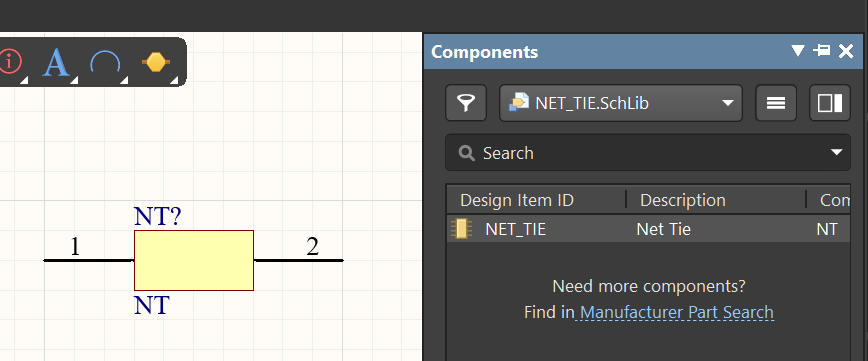 Components
A
NET_TIE.SchLib
Search
Design Item ID Description Com
NET_TIE Net Tie NT
Need more components?
Find in Manufacturer Part Search
NT?
1 2
NT